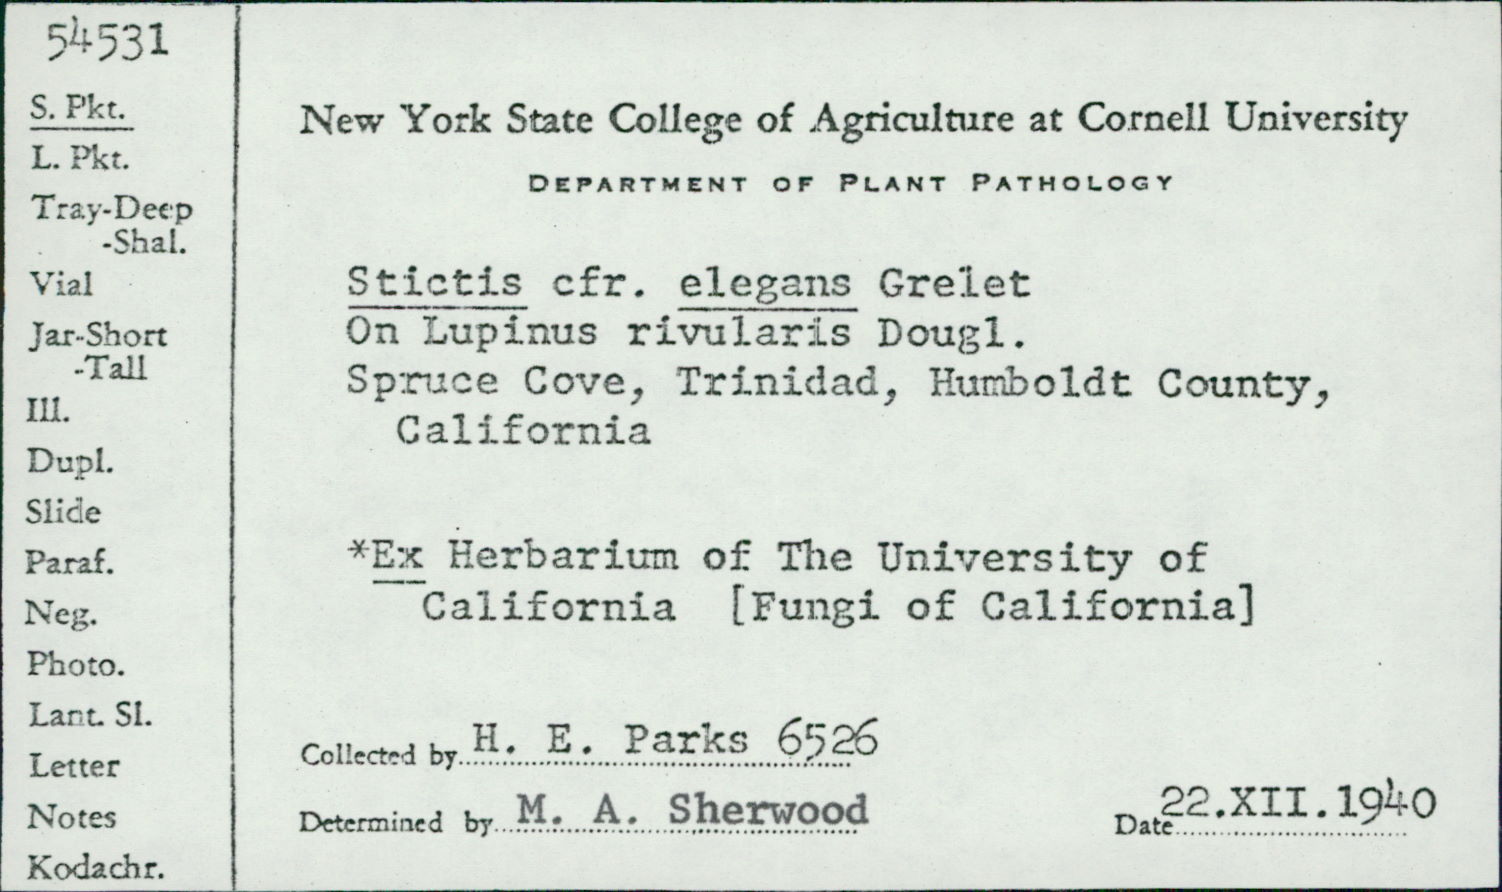 54531
S. Pkt.
L. Pkt.
Tray-Deep
-Shal.
Vial
Jar-Short
-Tall
Ill.
Dupl.
Slide
Paraf.
Neg.
Photo.
Lant. Sl.
Letter
Notes
Kodachr.
New York State College of Agriculture at Cornell University
DEPARTMENT OF PLANT PATHOLOGY
Stictis cfr. elegans Grelet
On Lupinus rivularis Dougl.
Spruce Cove, Trinidad, Humboldt County,
California
*Ex Herbarium of The University of
California [Fungi of California]
Collected by H. E. Parks 6526
Determined by M. A. Sherwood
Date 22.XII.1940